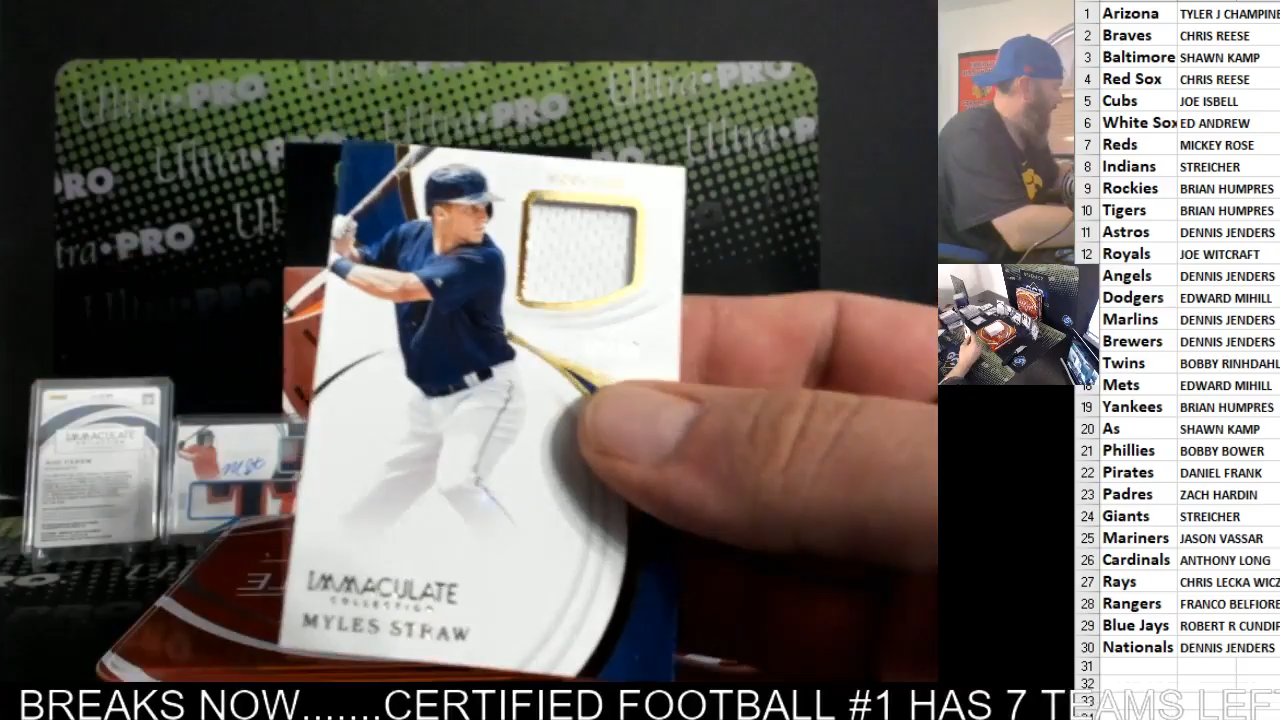 Ultra•PRO
PRO
Ultra•PRO
Ultra•PRO
IMMACULATE
COLLECTION
MYLES STRAW
IMMACULATE
1 Arizona TYLER J CHAMPINE
2 Braves CHRIS REESE
3 Baltimore SHAWN KAMP
4 Red Sox CHRIS REESE
5 Cubs JOE ISBELL
6 White Sox ED ANDREW
7 Reds MICKEY ROSE
8 Indians STREICHER
9 Rockies BRIAN HUMPRES
10 Tigers BRIAN HUMPRES
11 Astros DENNIS JENDERS
12 Royals JOE WITCRAFT
Angels DENNIS JENDERS
Dodgers EDWARD MIHILL
Marlins DENNIS JENDERS
Brewers DENNIS JENDERS
Twins BOBBY RINHDAHL
18 Mets EDWARD MIHILL
19 Yankees BRIAN HUMPRES
20 As SHAWN KAMP
21 Phillies BOBBY BOWER
22 Pirates DANIEL FRANK
23 Padres ZACH HARDIN
24 Giants STREICHER
25 Mariners JASON VASSAR
26 Cardinals ANTHONY LONG
27 Rays CHRIS LECKA WICZ
28 Rangers FRANCO BELFIORE
29 Blue Jays ROBERT R CUNDIF
30 Nationals DENNIS JENDERS
31
32
33
BREAKS NOW.......CERTIFIED FOOTBALL #1 HAS 7 TEAMS LEFT